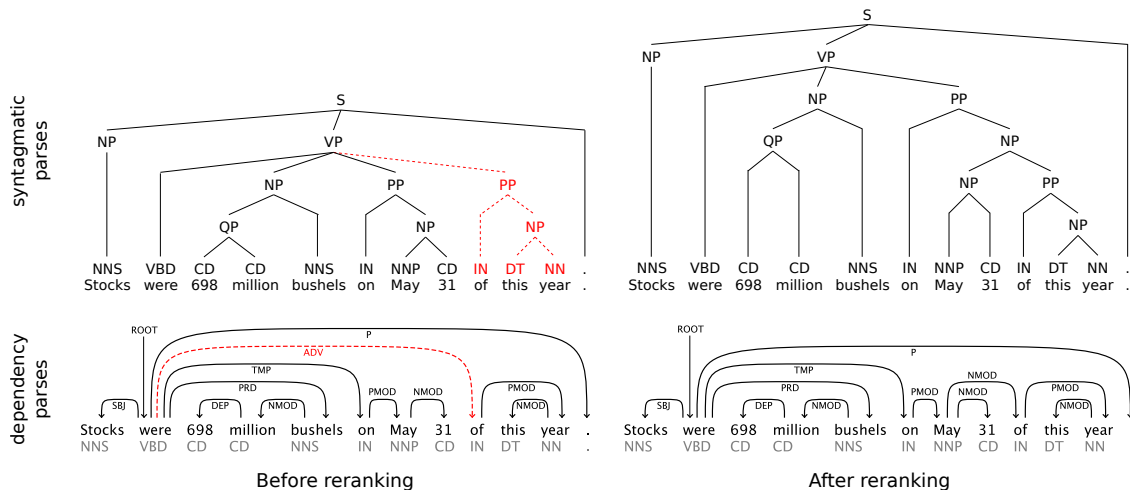 syntagmatic
parses
S
NP VP
NP PP PP
QP NP NP
NNS VBD CD CD NNS IN NNP CD IN DT NN .
Stocks were 698 million bushels on May 31 of this year .
S
NP VP
NP PP
QP NP
NP PP
NP
NNS VBD CD CD NNS IN NNP CD IN DT NN .
Stocks were 698 million bushels on May 31 of this year .
dependency
parses
ROOT
P
ADV
TMP
PRD PMOD PMOD
SBJ DEP NMOD NMOD NMOD
Stocks were 698 million bushels on May 31 of this year .
NNS VBD CD CD NNS IN NNP CD IN DT NN .
Before reranking
ROOT
P
TMP NMOD
PRD PMOD PMOD
SBJ DEP NMOD NMOD NMOD
Stocks were 698 million bushels on May 31 of this year .
NNS VBD CD CD NNS IN NNP CD IN DT NN
After reranking